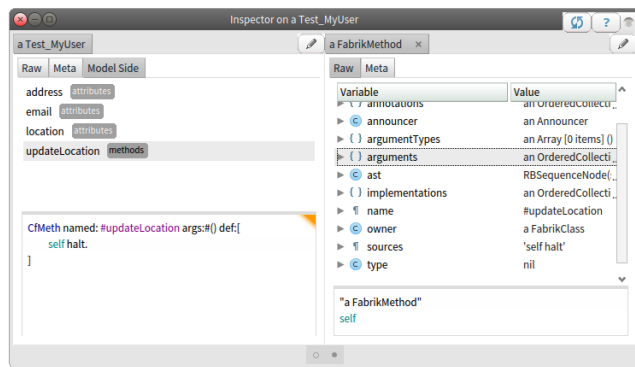 Inspector on a Test_MyUser
?
a Test_MyUser
Raw Meta Model Side
address attributes
email attributes
location attributes
updateLocation methods
CfMeth named: #updateLocation args:#() def:[
self halt.
]
a FabrikMethod ×
Raw Meta
Variable Value
{ } annotations an OrderedCollecti
C announcer an Announcer
{ } argumentTypes an Array [0 items] ()
{ } arguments an OrderedCollecti
C ast RBSequenceNode(
{ } implementations an OrderedCollecti
¶ name #updateLocation
C owner a FabrikClass
¶ sources 'self halt'
C type nil
"a FabrikMethod"
self